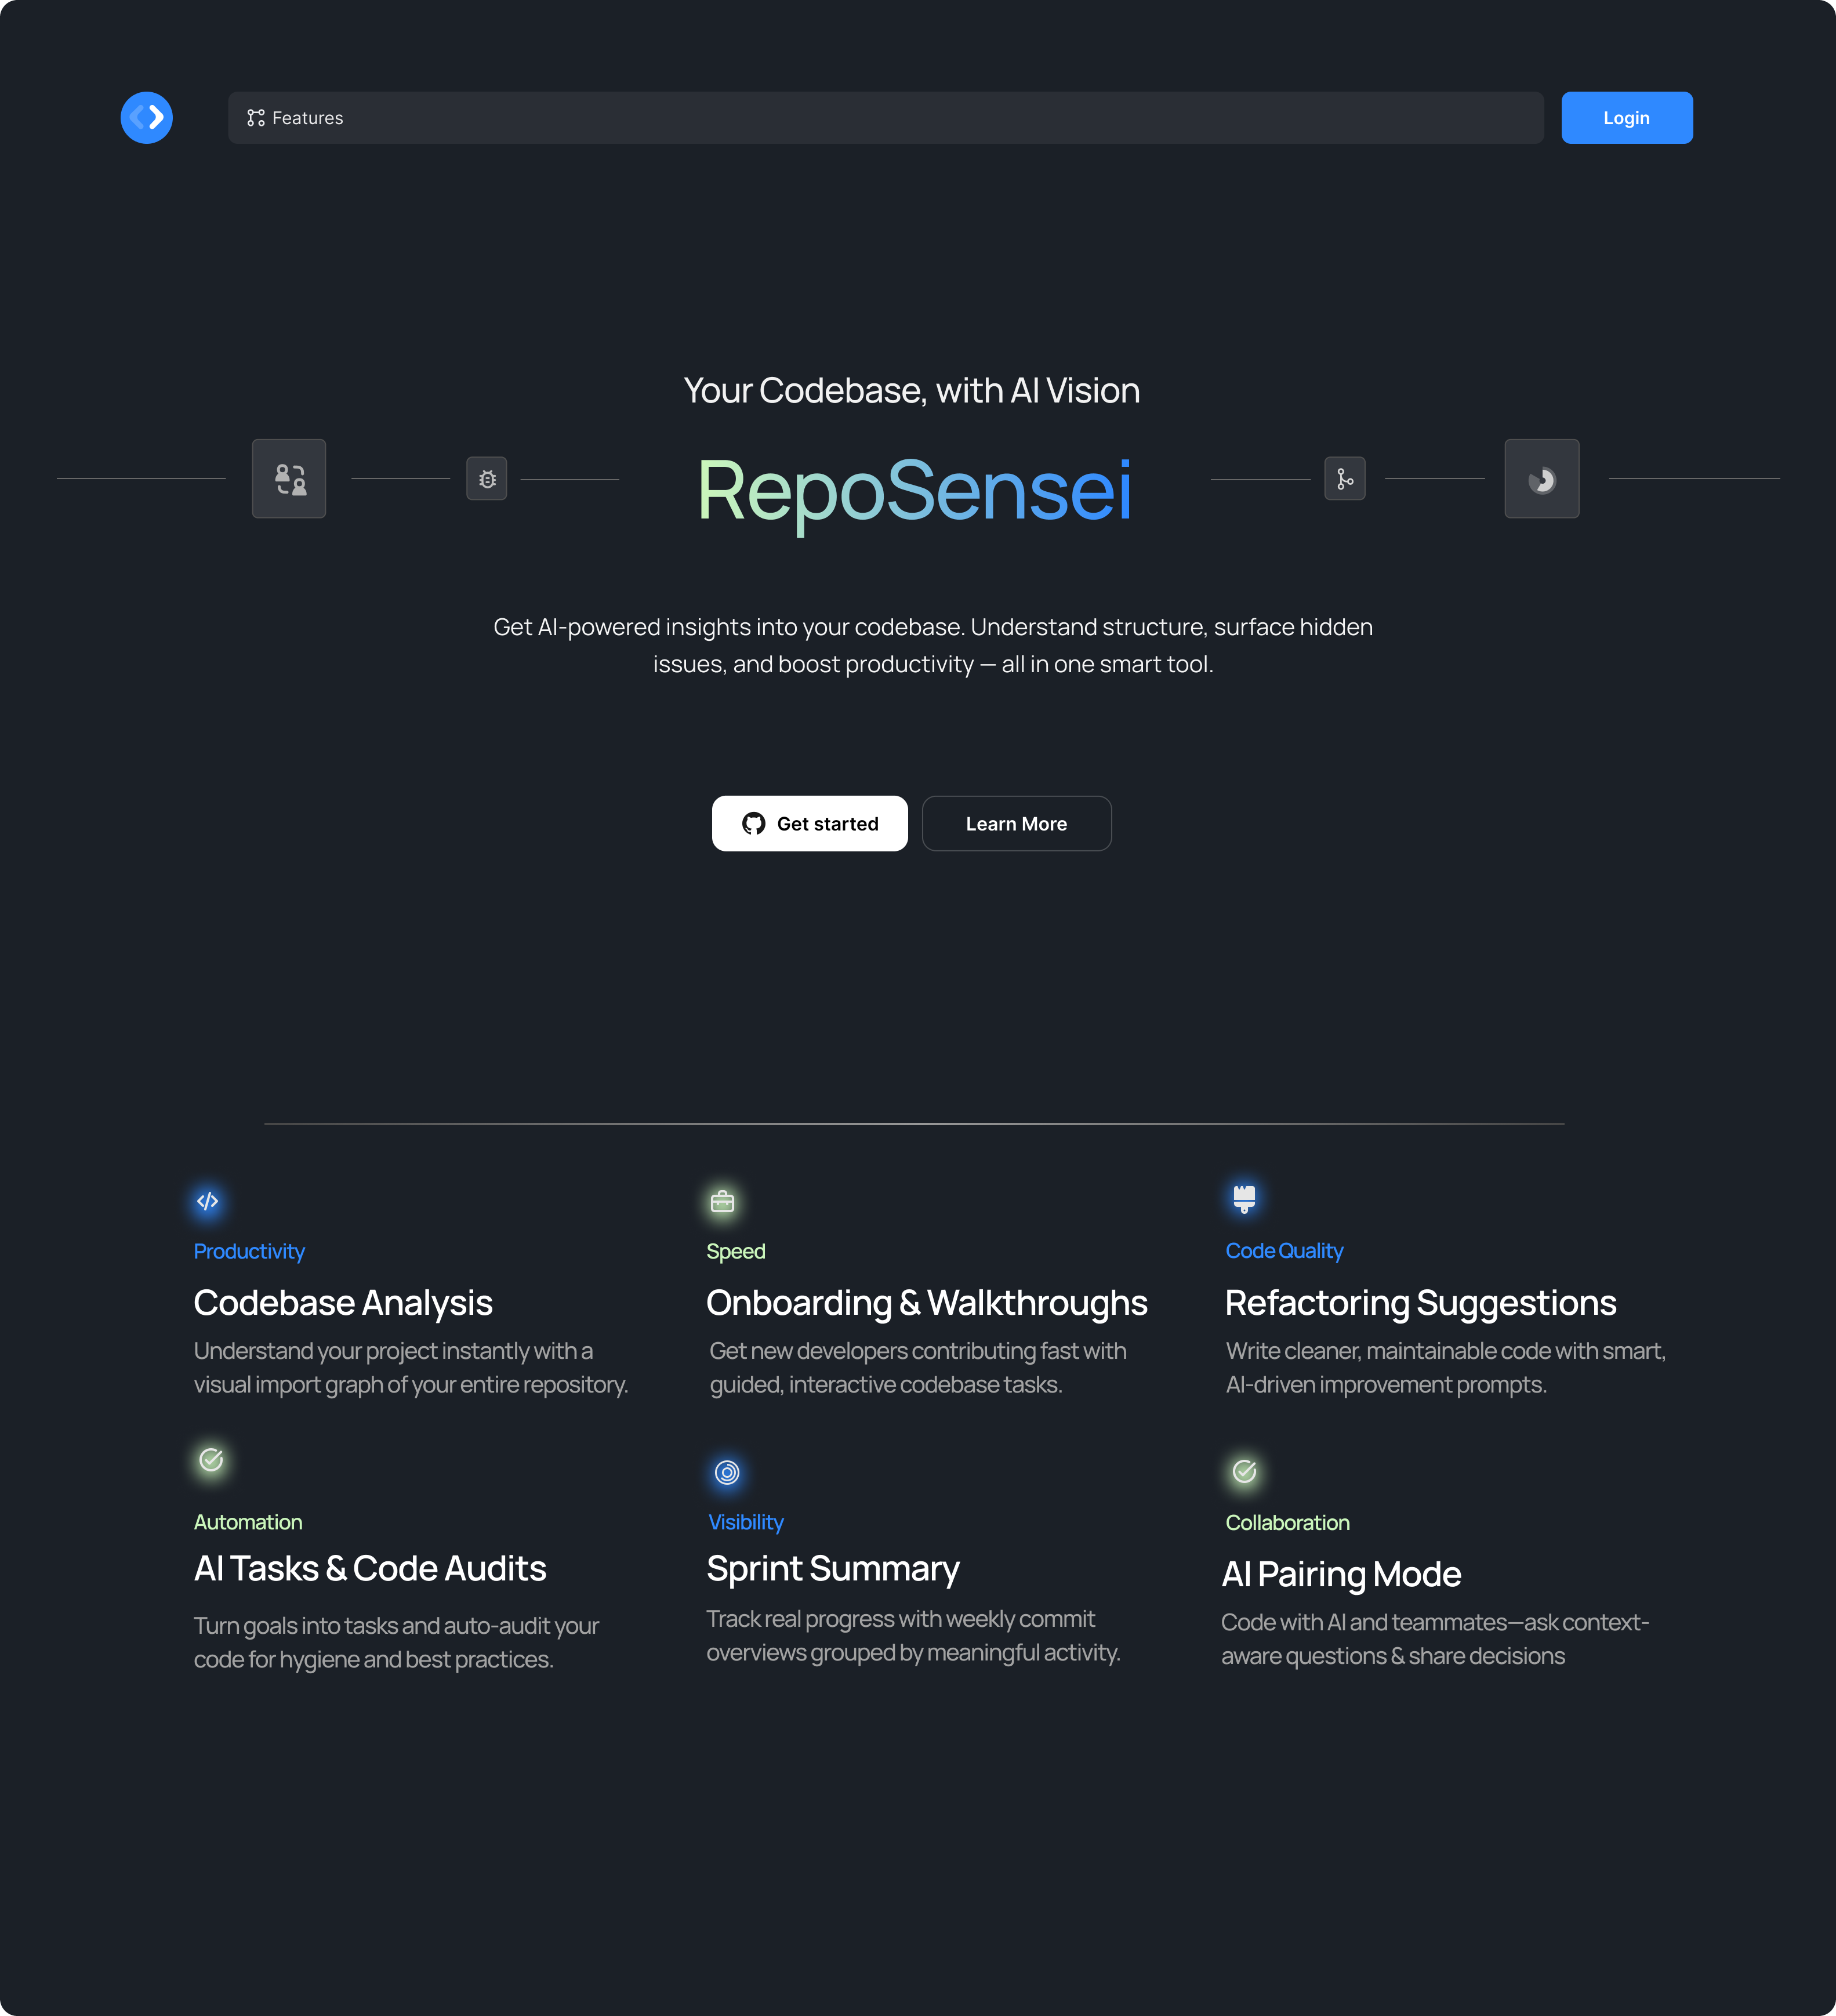 Features
Login
Your Codebase, with AI Vision
RepoSensei
Get AI-powered insights into your codebase. Understand structure, surface hidden
issues, and boost productivity — all in one smart tool.
Get started
Learn More
Productivity
Codebase Analysis
Understand your project instantly with a
visual import graph of your entire repository.
Speed
Onboarding & Walkthroughs
Get new developers contributing fast with
guided, interactive codebase tasks.
Code Quality
Refactoring Suggestions
Write cleaner, maintainable code with smart,
AI-driven improvement prompts.
Automation
AI Tasks & Code Audits
Turn goals into tasks and auto-audit your
code for hygiene and best practices.
Visibility
Sprint Summary
Track real progress with weekly commit
overviews grouped by meaningful activity.
Collaboration
AI Pairing Mode
Code with AI and teammates—ask context-
aware questions & share decisions